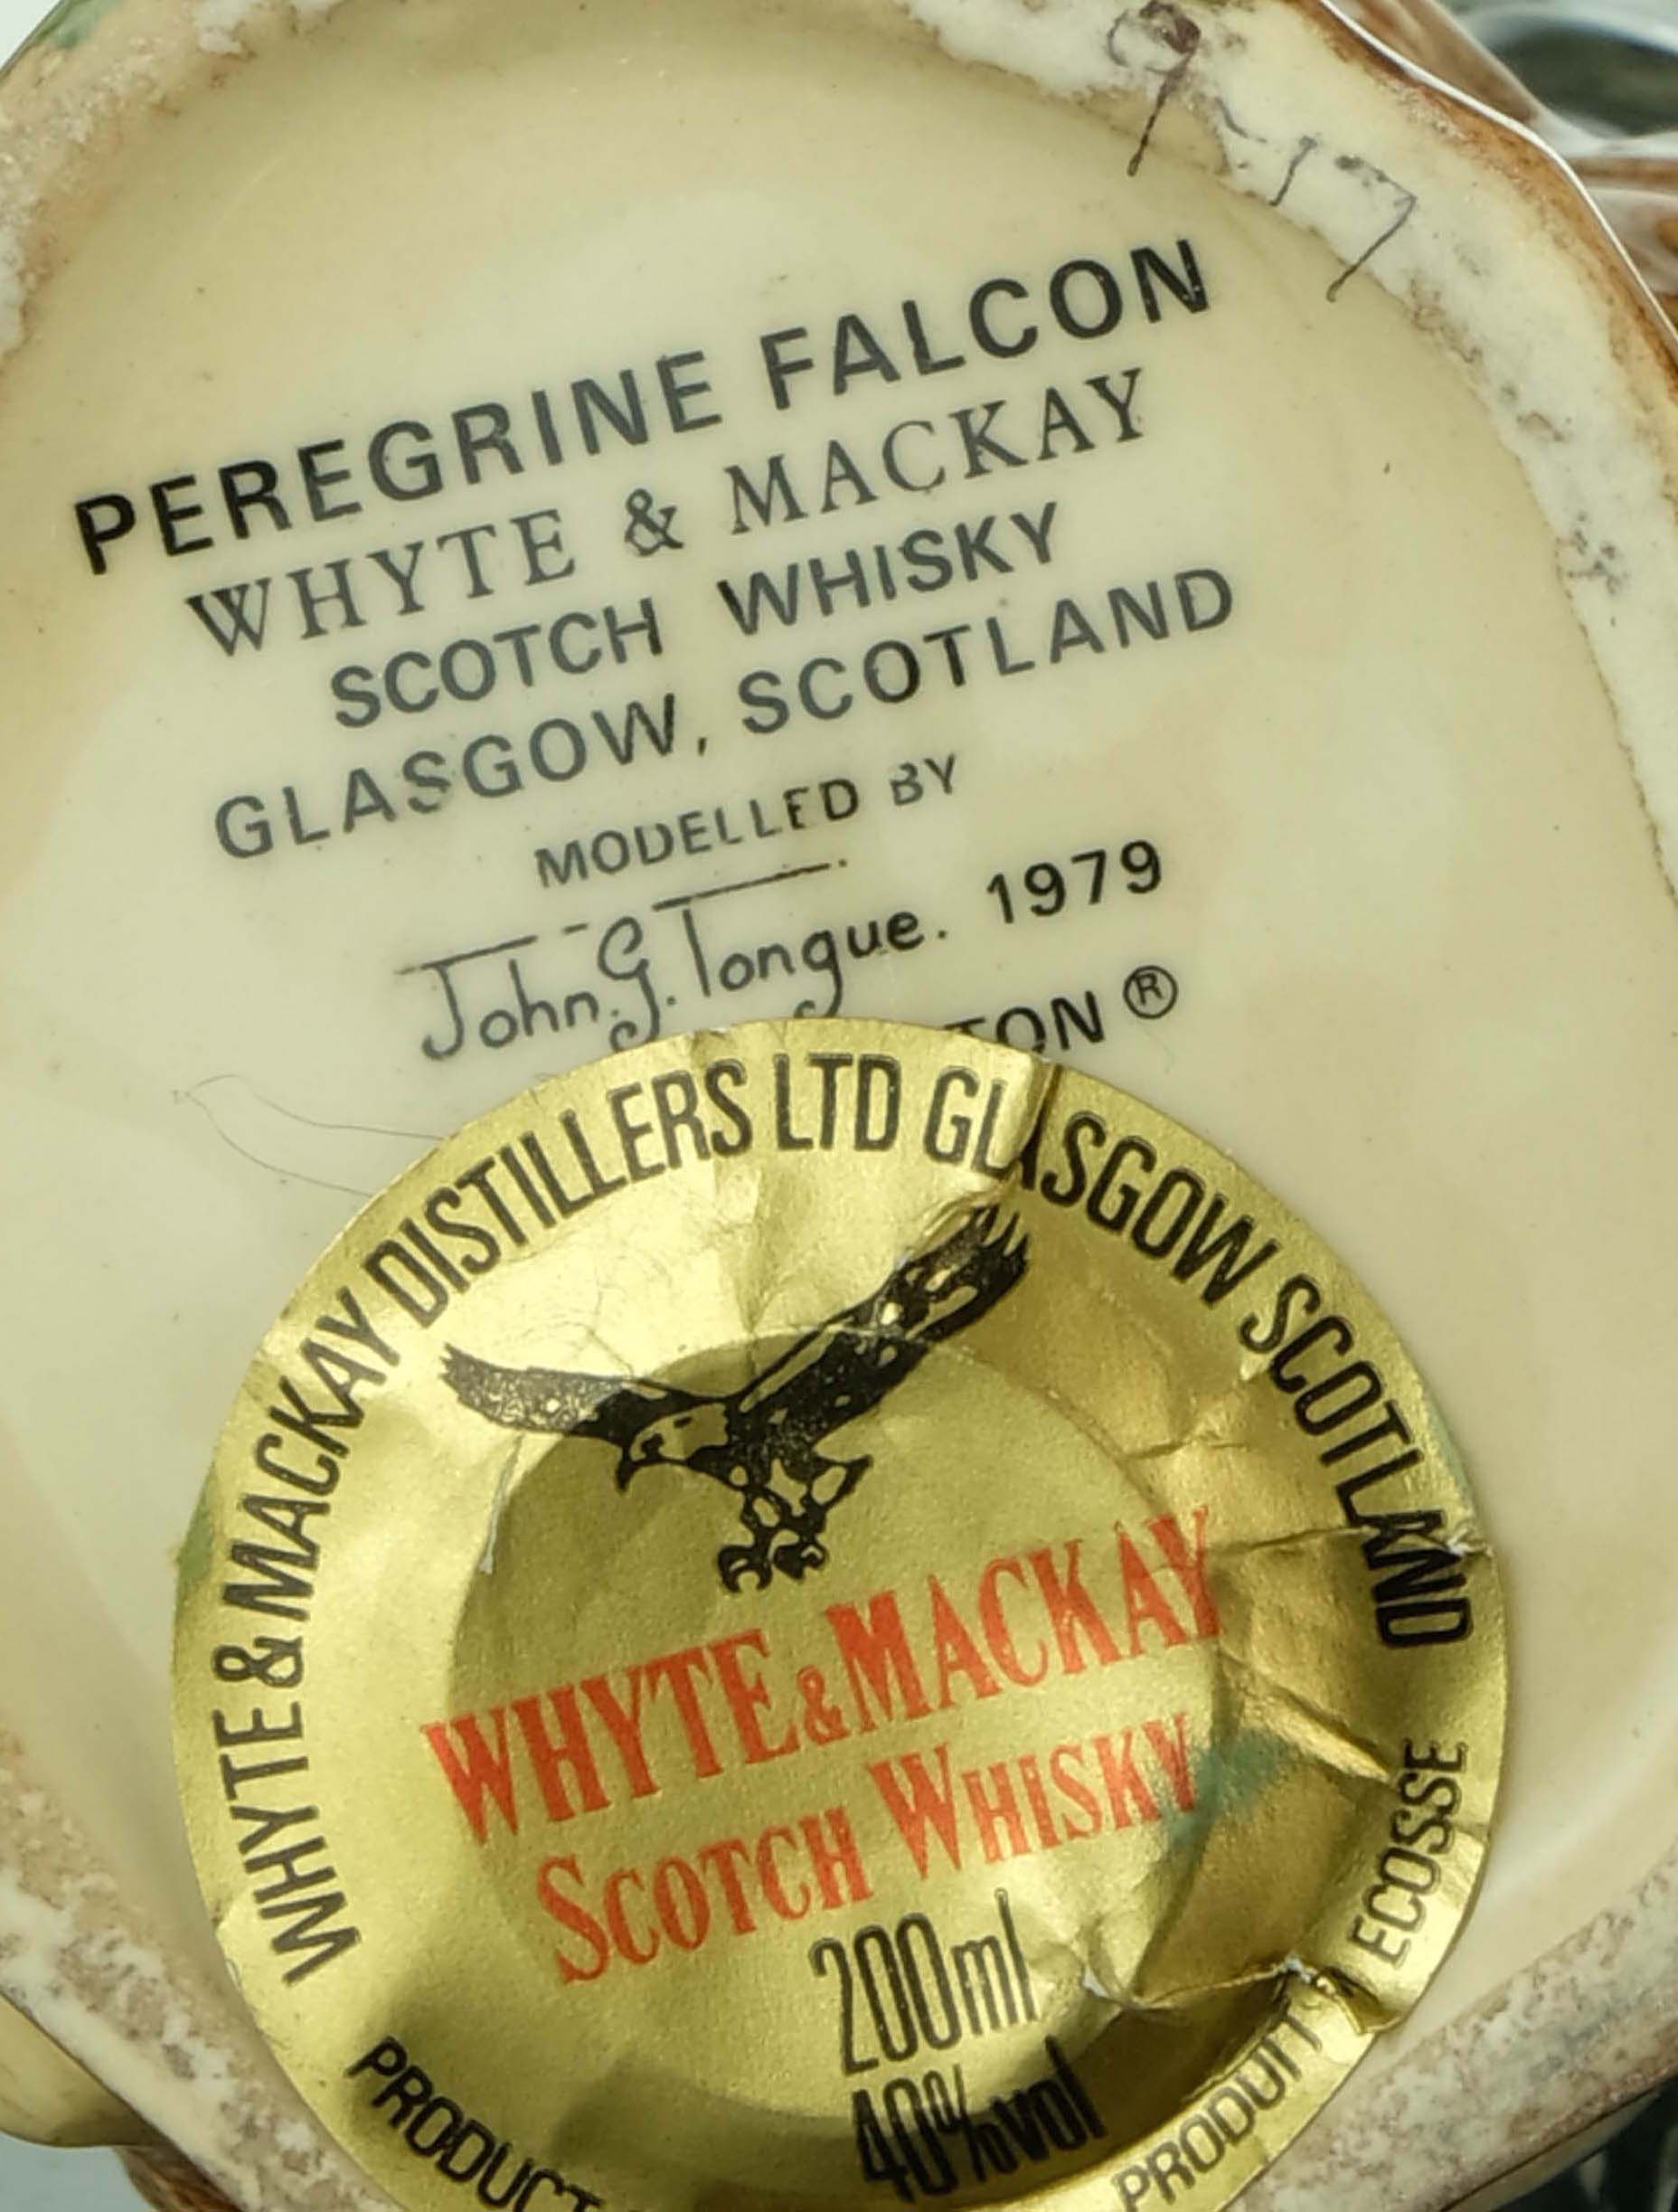 9-17
PEREGRINE FALCON
WHYTE & MACKAY
SCOTCH WHISKY
GLASGOW, SCOTLAND
MODELLED BY
John.G.Tongue. 1979
WHYTE & MACKAY DISTILLERS LTD GLASGOW SCOTLAND
WHYTE & MACKAY
SCOTCH WHISKY
200ml
40%vol
PRODUCT
PRODUIT ECOSSE